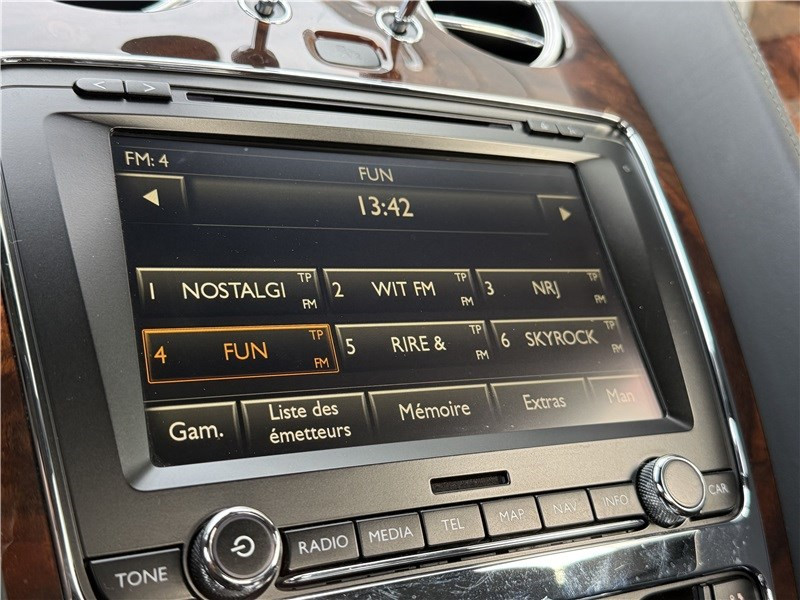 FM: 4
FUN
13:42
1 NOSTALGI TP FM
2 WIT FM TP FM
3 NRJ TP FM
4 FUN TP FM
5 RIRE & TP FM
6 SKYROCK TP FM
Gam.
Liste des
émetteurs
Mémoire
Extras
Man
TONE
RADIO
MEDIA
TEL
MAP
NAV
INFO
CAR